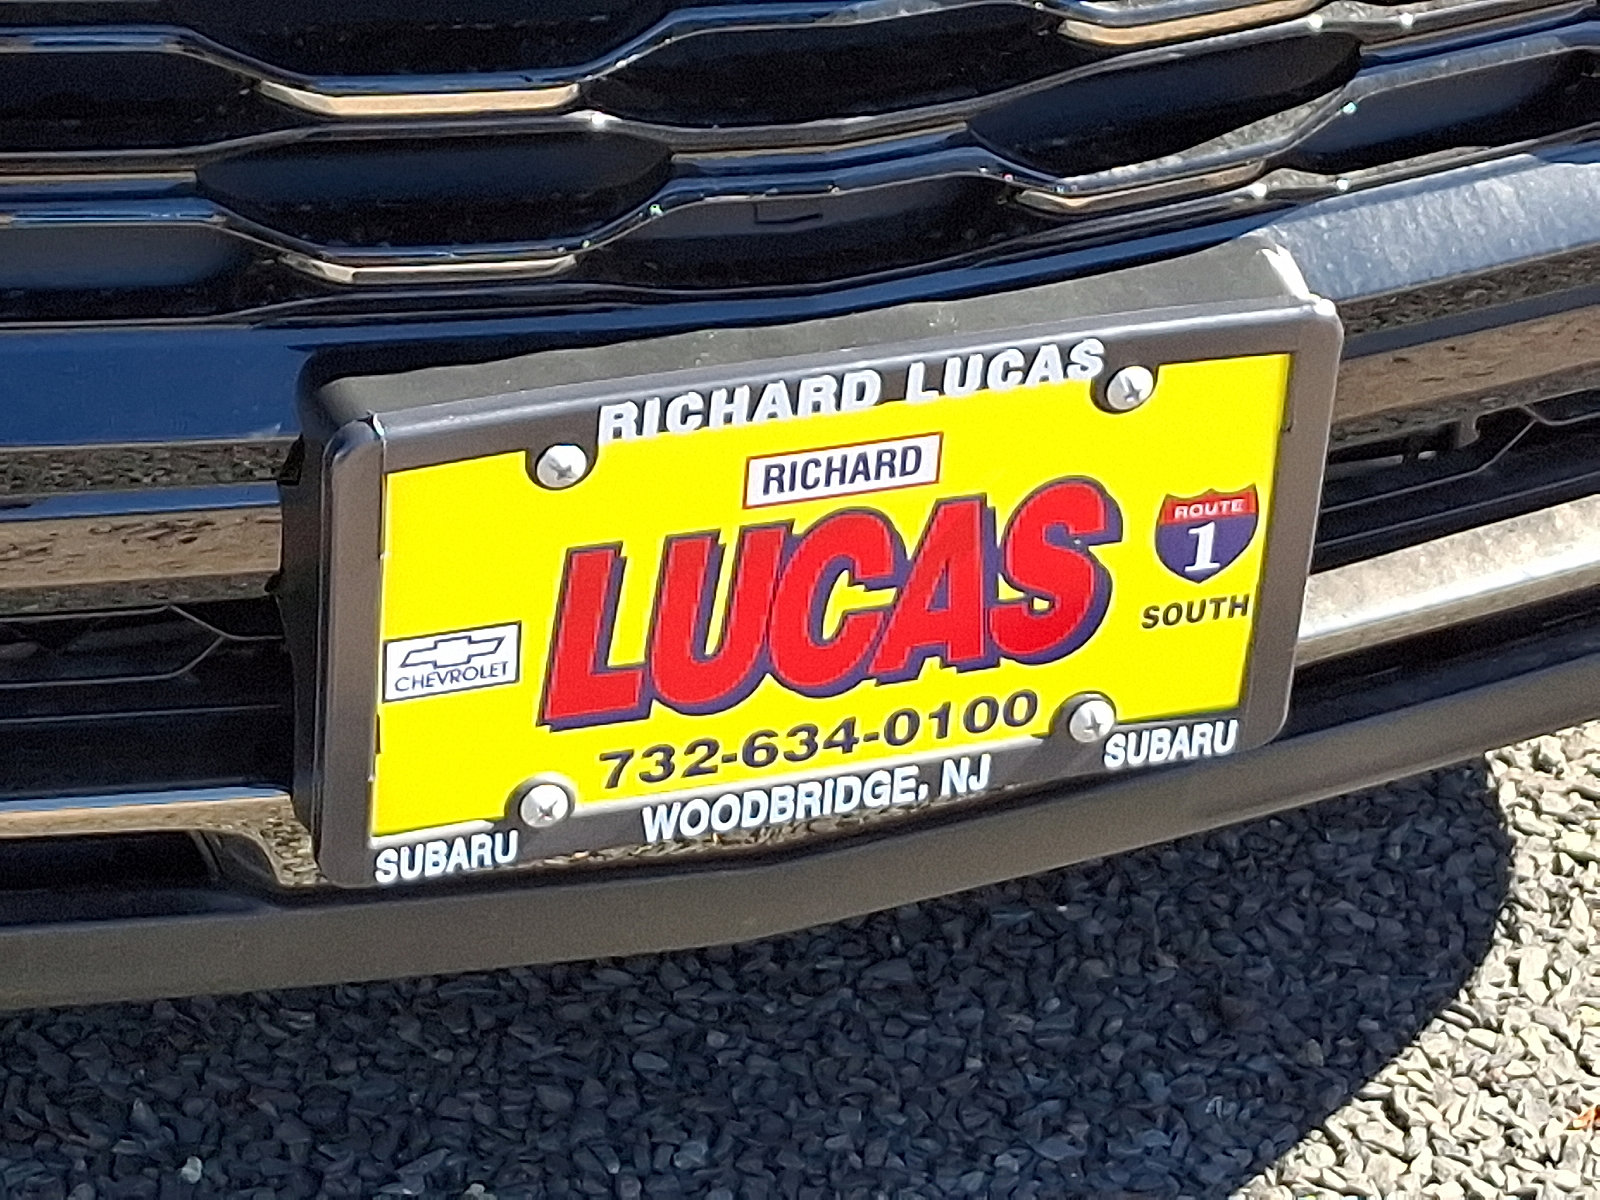 RICHARD LUCAS
RICHARD
LUCAS
ROUTE
1
SOUTH
CHEVROLET
732-634-0100
WOODBRIDGE, NJ
SUBARU
SUBARU